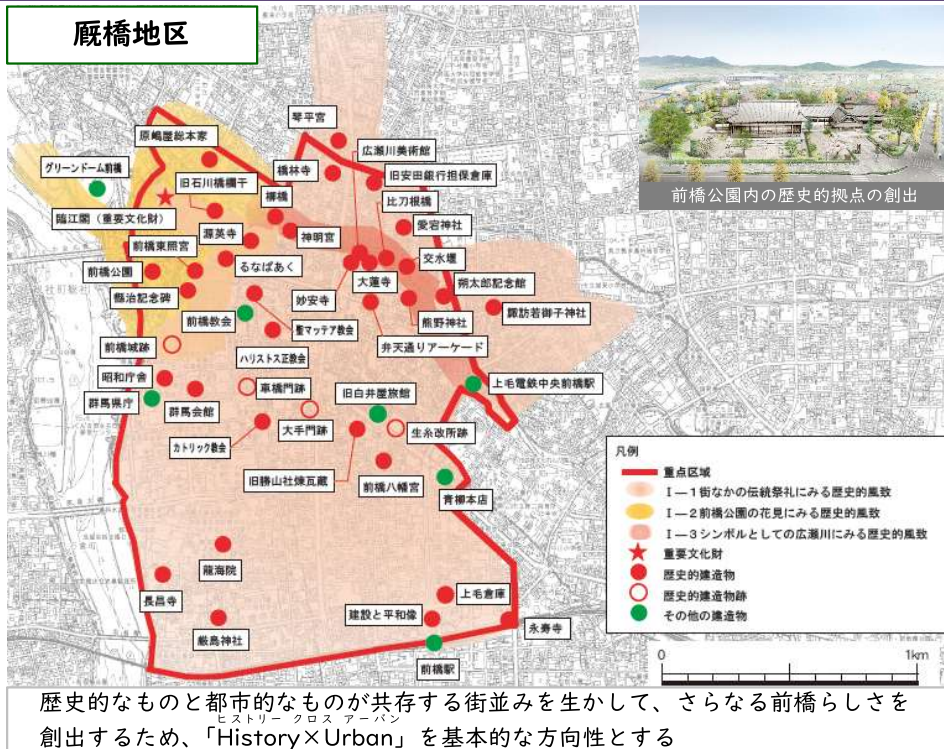 厩橋地区
前橋公園内の歴史的拠点の創出
琴平宮
原嶋屋総本家
広瀬川美術館
橋林寺
グリーンドーム前橋
旧石川橋欄干
柳橋
旧安田銀行担保倉庫
比刀根橋
臨江閣（重要文化財）
源英寺
神明宮
愛宕神社
前橋東照宮
るなぱあく
交水堰
前橋公園
大蓮寺
朔太郎記念館
縣治記念碑
妙安寺
諏訪若御子神社
前橋教会
聖マッテア教会
熊野神社
前橋城跡
ハリストス正教会
弁天通りアーケード
昭和庁舎
車橋門跡
旧白井屋旅館
上毛電鉄中央前橋駅
群馬県庁
群馬会館
大手門跡
生糸改所跡
カトリック教会
旧勝山社煉瓦蔵
前橋八幡宮
青柳本店
龍海院
長昌寺
上毛倉庫
建設と平和像
厳島神社
永寿寺
前橋駅
凡例
重点区域
Ⅰ―1街なかの伝統祭礼にみる歴史的風致
Ⅰ―2前橋公園の花見にみる歴史的風致
Ⅰ―3シンボルとしての広瀬川にみる歴史的風致
重要文化財
歴史的建造物
歴史的建造物跡
その他の建造物
0 1km
歴史的なものと都市的なものが共存する街並みを生かして、さらなる前橋らしさを
ヒストリー クロス アーバン
創出するため、「History×Urban」を基本的な方向性とする